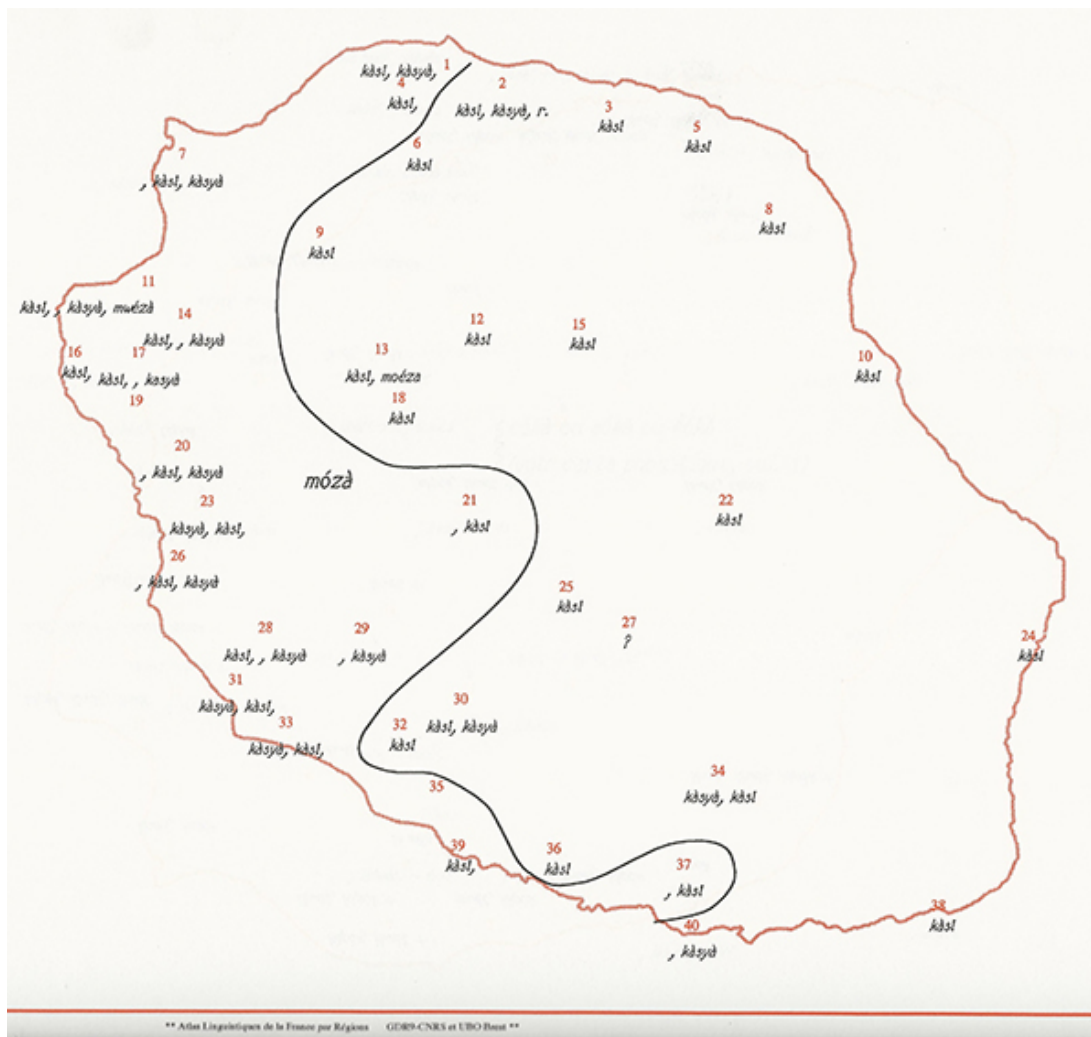 1
kàsl, kàsyà,
4
kàsl,
2
kàsl, kàsyà, r.
3
kàsl
5
kàsl
6
kàsl
7
, kàsl, kàsyà
8
kàsl
9
kàsl
11
kàsl, , kàsyà, mwézà
14
kàsl, , kàsyà
12
kàsl
15
kàsl
13
kàsl, moéza
10
kàsl
16
kàsl,
17
kàsl, , kasyà
18
kàsl
19
20
, kàsl, kàsyà
mózà
21
, kàsl
22
kàsl
23
kàsyà, kàsl,
26
, kàsl, kàsyà
25
kàsl
27
?
24
kàsl
28
kàsl, , kàsyà
29
, kàsyà
31
kàsyà, kàsl,
30
kàsl, kàsyà
33
kàsyà, kàsl,
32
kàsl
34
kàsyà, kàsl
35
39
kàsl,
36
kàsl
37
, kàsl
38
kàsl
40
, kàsyà
** Atlas Linguistiques de la France par Régions GDR9-CNRS et UBO Brest **